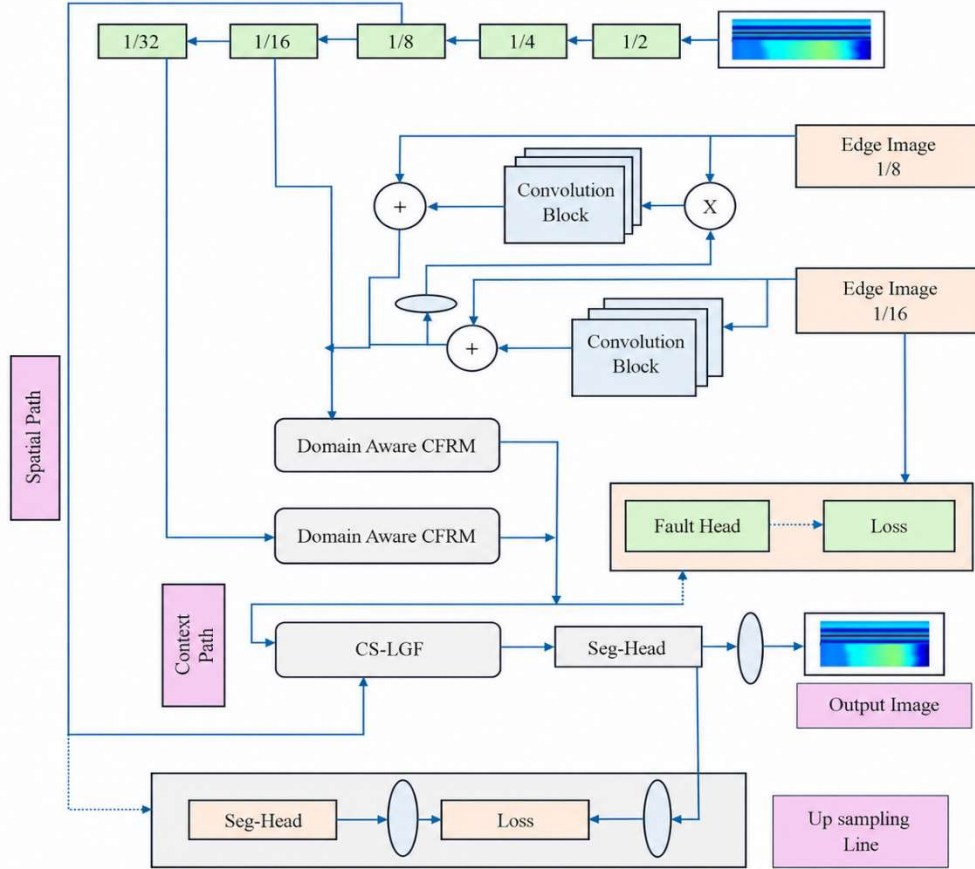 1/32
1/16
1/8
1/4
1/2
Edge Image
1/8
Convolution
Block
+
X
Edge Image
1/16
Convolution
Block
+
Spatial Path
Domain Aware CFRM
Domain Aware CFRM
Fault Head
Loss
Context
Path
CS-LGF
Seg-Head
Output Image
Seg-Head
Loss
Up sampling
Line